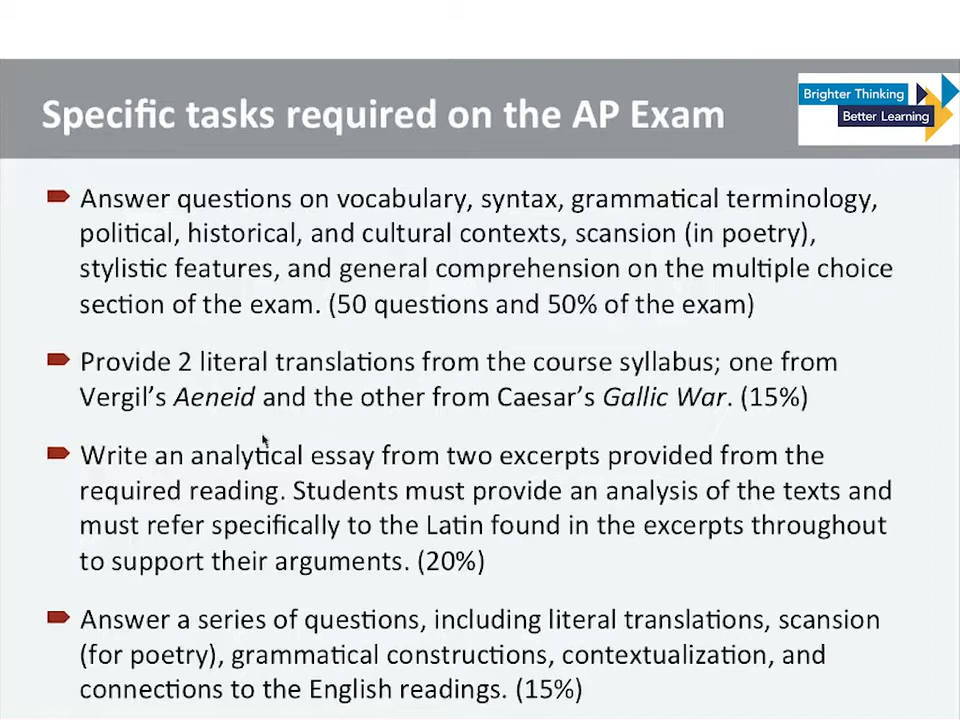 Specific tasks required on the AP Exam
Brighter Thinking
Better Learning
Answer questions on vocabulary, syntax, grammatical terminology,
political, historical, and cultural contexts, scansion (in poetry),
stylistic features, and general comprehension on the multiple choice
section of the exam. (50 questions and 50% of the exam)
Provide 2 literal translations from the course syllabus; one from
Vergil’s Aeneid and the other from Caesar’s Gallic War. (15%)
Write an analytical essay from two excerpts provided from the
required reading. Students must provide an analysis of the texts and
must refer specifically to the Latin found in the excerpts throughout
to support their arguments. (20%)
Answer a series of questions, including literal translations, scansion
(for poetry), grammatical constructions, contextualization, and
connections to the English readings. (15%)